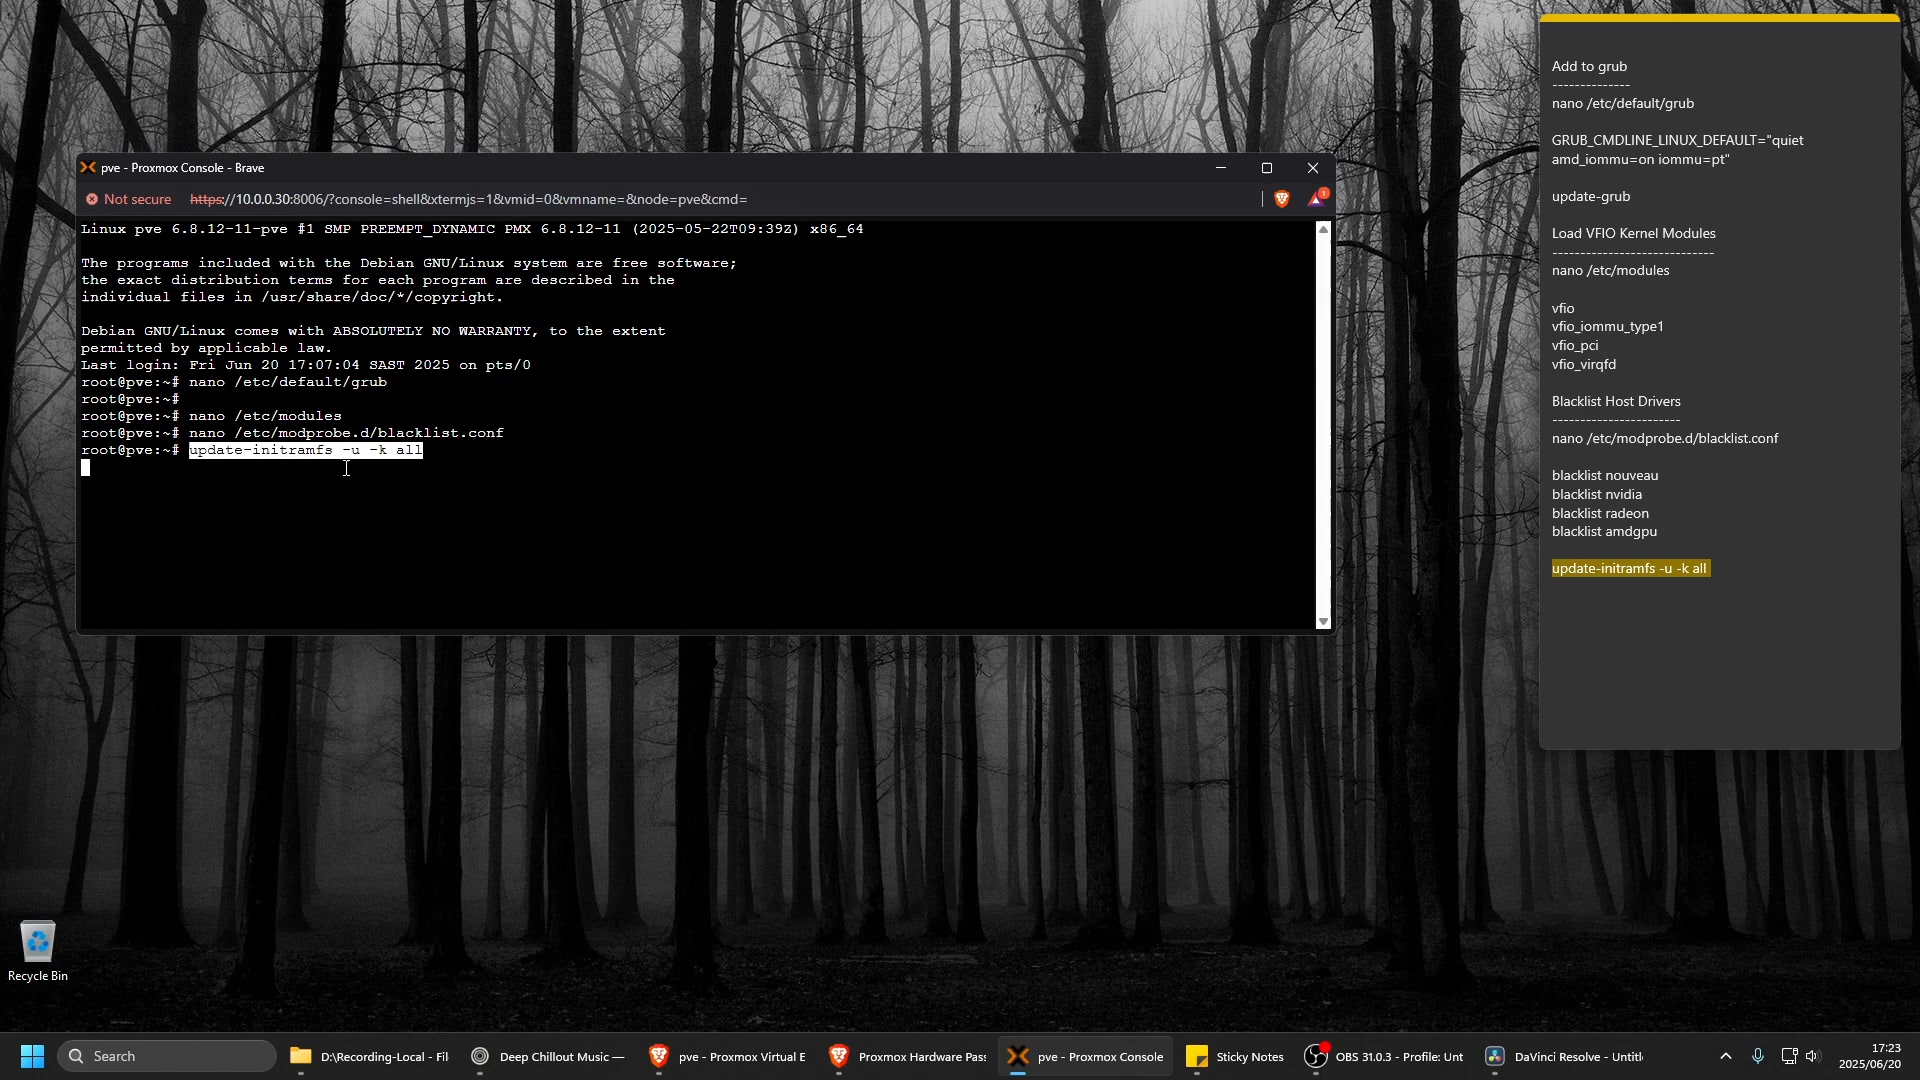 pve - Proxmox Console - Brave
Not secure https://10.0.0.30:8006/?console=shell&xtermjs=1&vmid=0&vmname=&node=pve&cmd=
1
Linux pve 6.8.12-11-pve #1 SMP PREEMPT_DYNAMIC PMX 6.8.12-11 (2025-05-22T09:39Z) x86_64
The programs included with the Debian GNU/Linux system are free software;
the exact distribution terms for each program are described in the
individual files in /usr/share/doc/*/copyright.
Debian GNU/Linux comes with ABSOLUTELY NO WARRANTY, to the extent
permitted by applicable law.
Last login: Fri Jun 20 17:07:04 SAST 2025 on pts/0
root@pve:~# nano /etc/default/grub
root@pve:~#
root@pve:~# nano /etc/modules
root@pve:~# nano /etc/modprobe.d/blacklist.conf
root@pve:~# update-initramfs -u -k all
Add to grub
--------------
nano /etc/default/grub
GRUB_CMDLINE_LINUX_DEFAULT="quiet
amd_iommu=on iommu=pt"
update-grub
Load VFIO Kernel Modules
-----------------------------
nano /etc/modules
vfio
vfio_iommu_type1
vfio_pci
vfio_virqfd
Blacklist Host Drivers
-----------------------
nano /etc/modprobe.d/blacklist.conf
blacklist nouveau
blacklist nvidia
blacklist radeon
blacklist amdgpu
update-initramfs -u -k all
Recycle Bin
Search
D:\Recording-Local - Fil
Deep Chillout Music —
pve - Proxmox Virtual E
Proxmox Hardware Pas
pve - Proxmox Console
Sticky Notes
OBS 31.0.3 - Profile: Unt
DaVinci Resolve - Untitl
17:23
2025/06/20